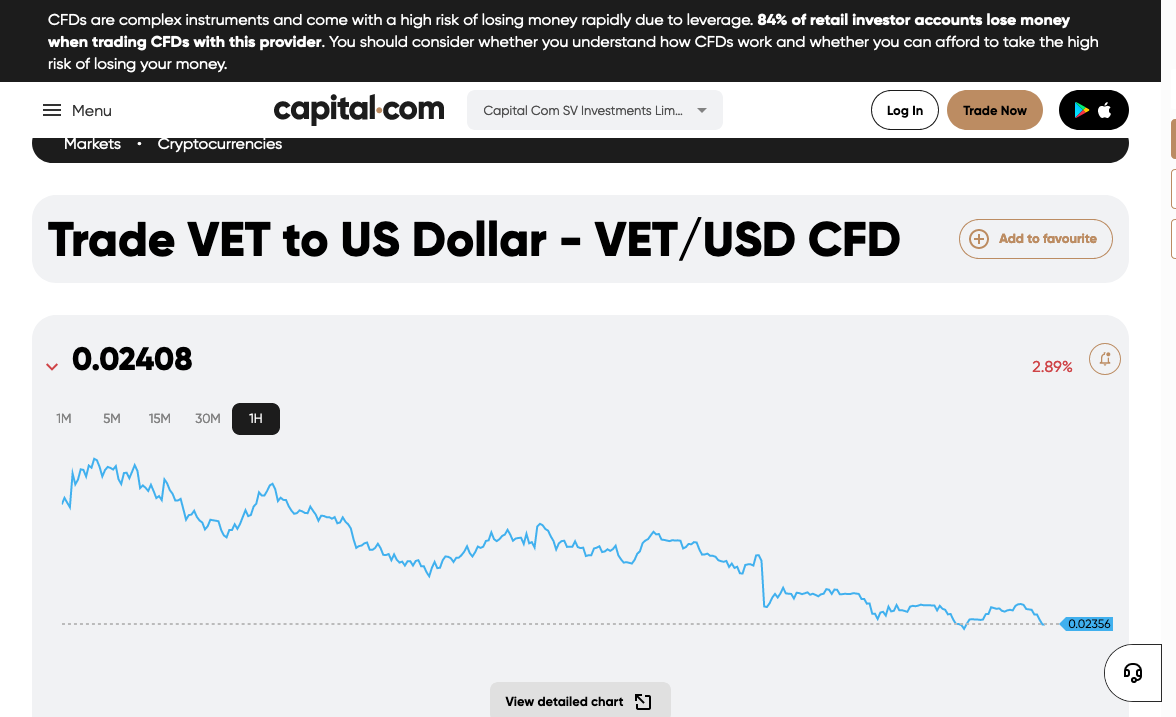 CFDs are complex instruments and come with a high risk of losing money rapidly due to leverage. 84% of retail investor accounts lose money
when trading CFDs with this provider. You should consider whether you understand how CFDs work and whether you can afford to take the high
risk of losing your money.
Menu
capital.com
Capital Com SV Investments Lim...
Log In
Trade Now
Markets • Cryptocurrencies
Trade VET to US Dollar - VET/USD CFD
Add to favourite
0.02408
2.89%
1M 5M 15M 30M 1H
0.02356
View detailed chart